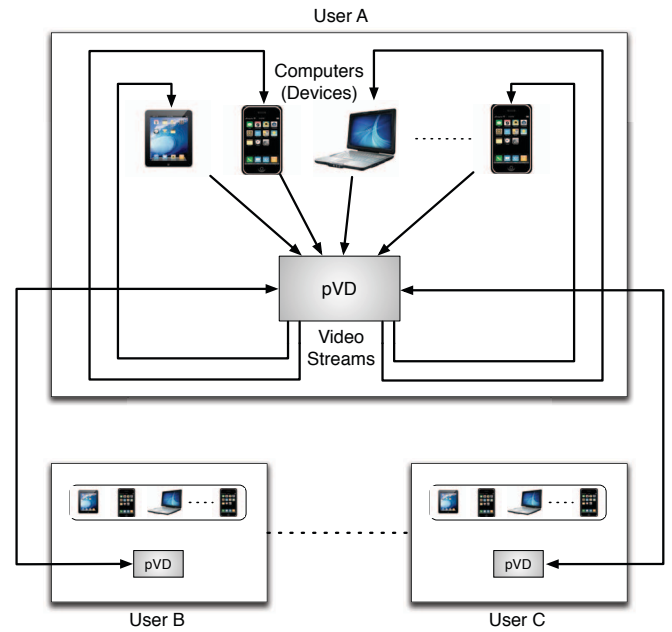 User A
Computers
(Devices)
pVD
Video
Streams
pVD
pVD
User B
User C